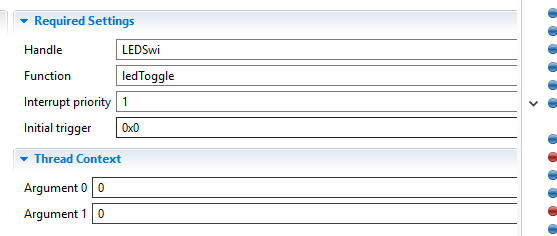 Required Settings
Handle LEDSwi
Function ledToggle
Interrupt priority 1
Initial trigger 0x0
Thread Context
Argument 0 0
Argument 1 0